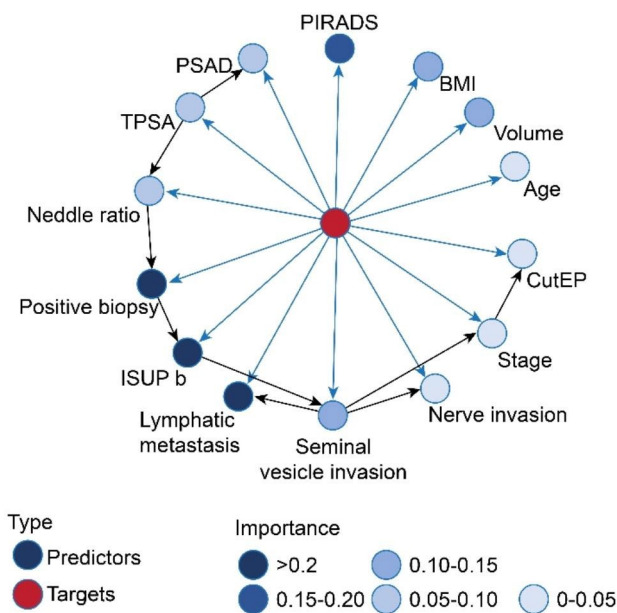 PIRADS
PSAD
BMI
TPSA
Volume
Age
Neddle ratio
CutEP
Positive biopsy
Stage
ISUP b
Lymphatic
metastasis
Nerve invasion
Seminal
vesicle invasion
Type
Predictors
Targets
Importance
>0.2
0.10-0.15
0.15-0.20
0.05-0.10
0-0.05